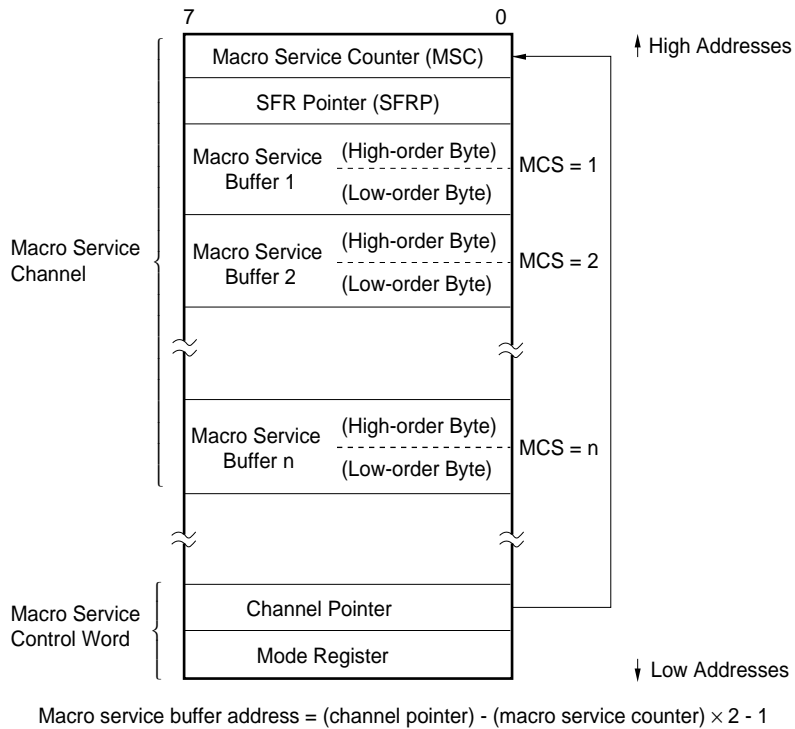 7 0
Macro Service Counter (MSC)
High Addresses
SFR Pointer (SFRP)
Macro Service
Buffer 1
(High-order Byte)
(Low-order Byte)
MCS = 1
Macro Service
Channel
Macro Service
Buffer 2
(High-order Byte)
(Low-order Byte)
MCS = 2
Macro Service
Buffer n
(High-order Byte)
(Low-order Byte)
MCS = n
Macro Service
Control Word
Channel Pointer
Mode Register
Low Addresses
Macro service buffer address = (channel pointer) - (macro service counter) × 2 - 1